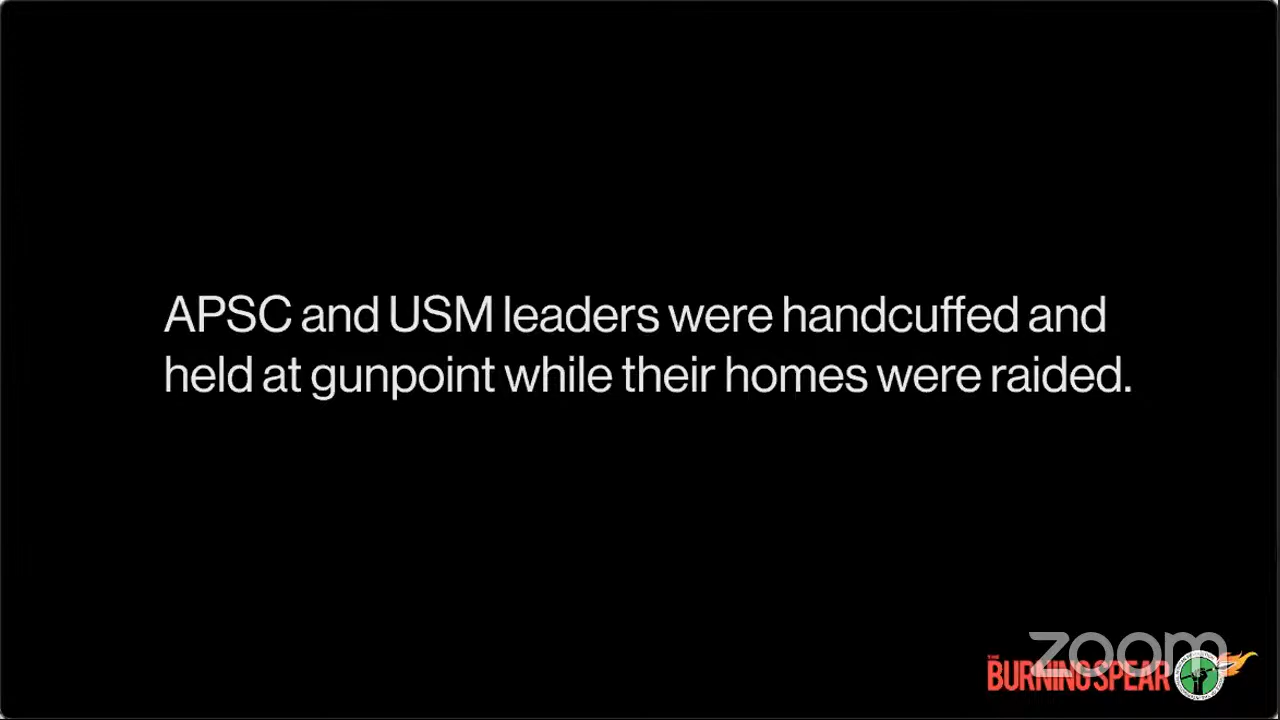 APSC and USM leaders were handcuffed and
held at gunpoint while their homes were raided.
zoom
THE
BURNING SPEAR